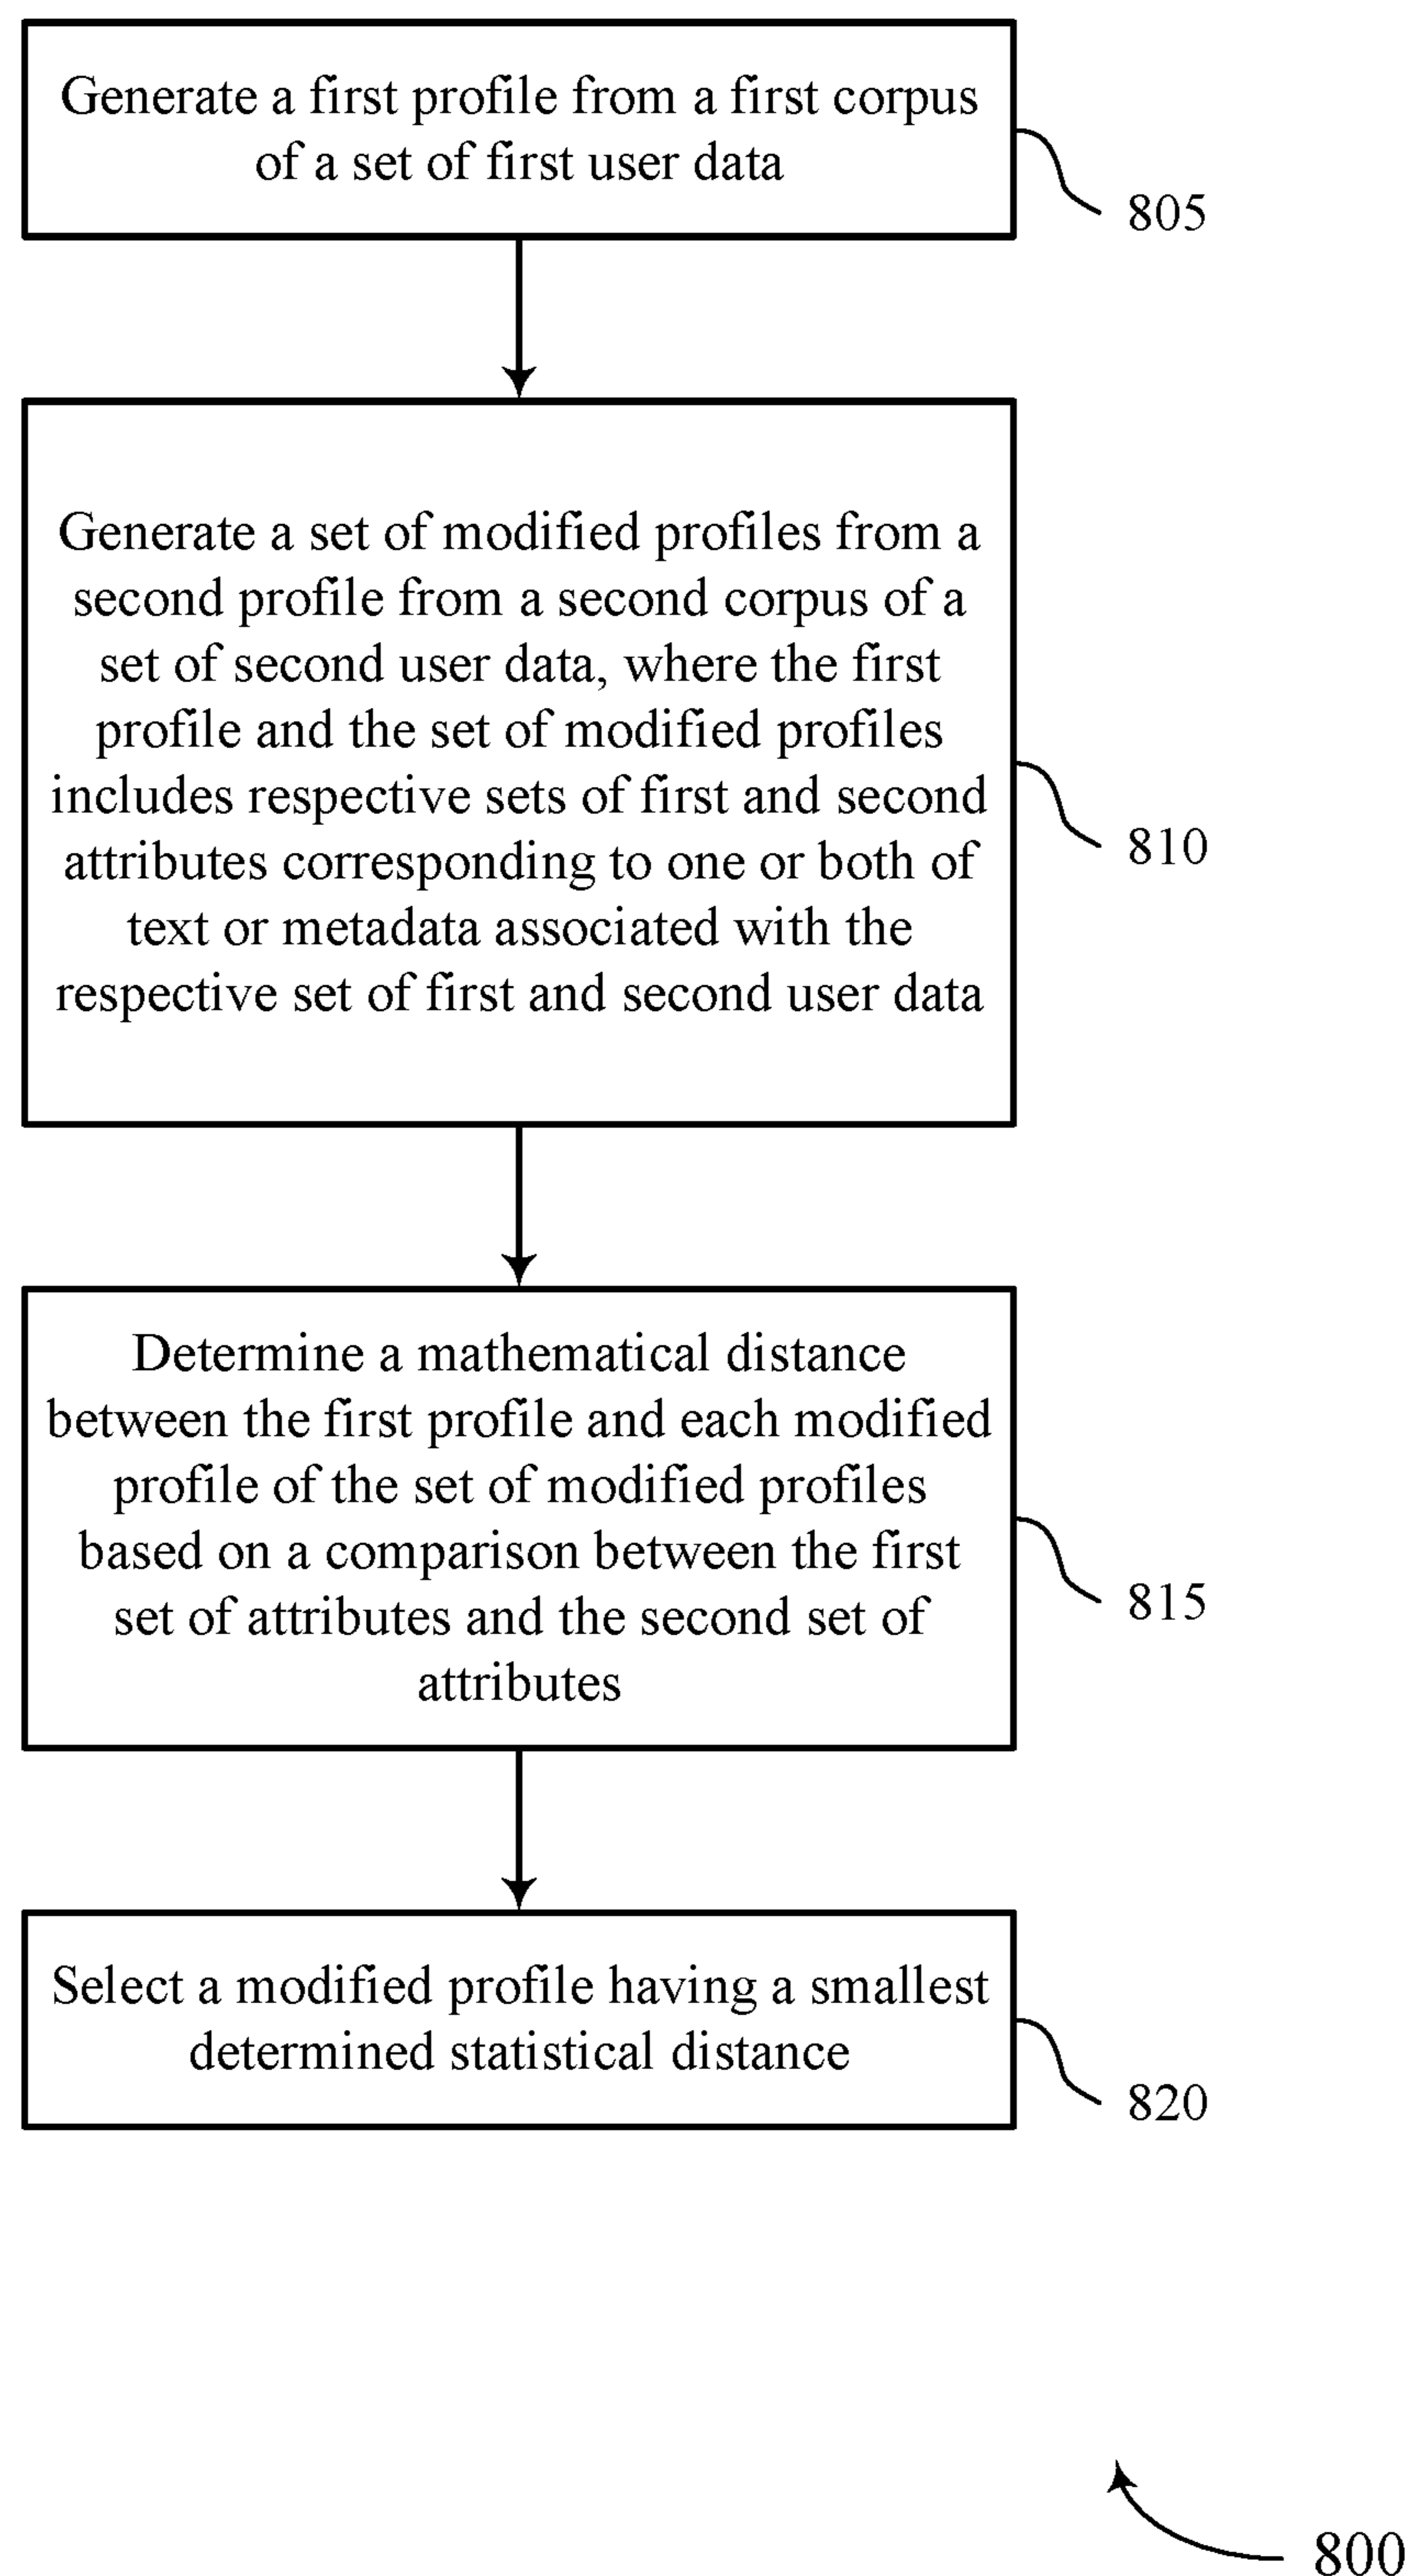 Generate a first profile from a first corpus
of a set of first user data
805
Generate a set of modified profiles from a
second profile from a second corpus of a
set of second user data, where the first
profile and the set of modified profiles
includes respective sets of first and second
attributes corresponding to one or both of
text or metadata associated with the
respective set of first and second user data
810
Determine a mathematical distance
between the first profile and each modified
profile of the set of modified profiles
based on a comparison between the first
set of attributes and the second set of
attributes
815
Select a modified profile having a smallest
determined statistical distance
820
800